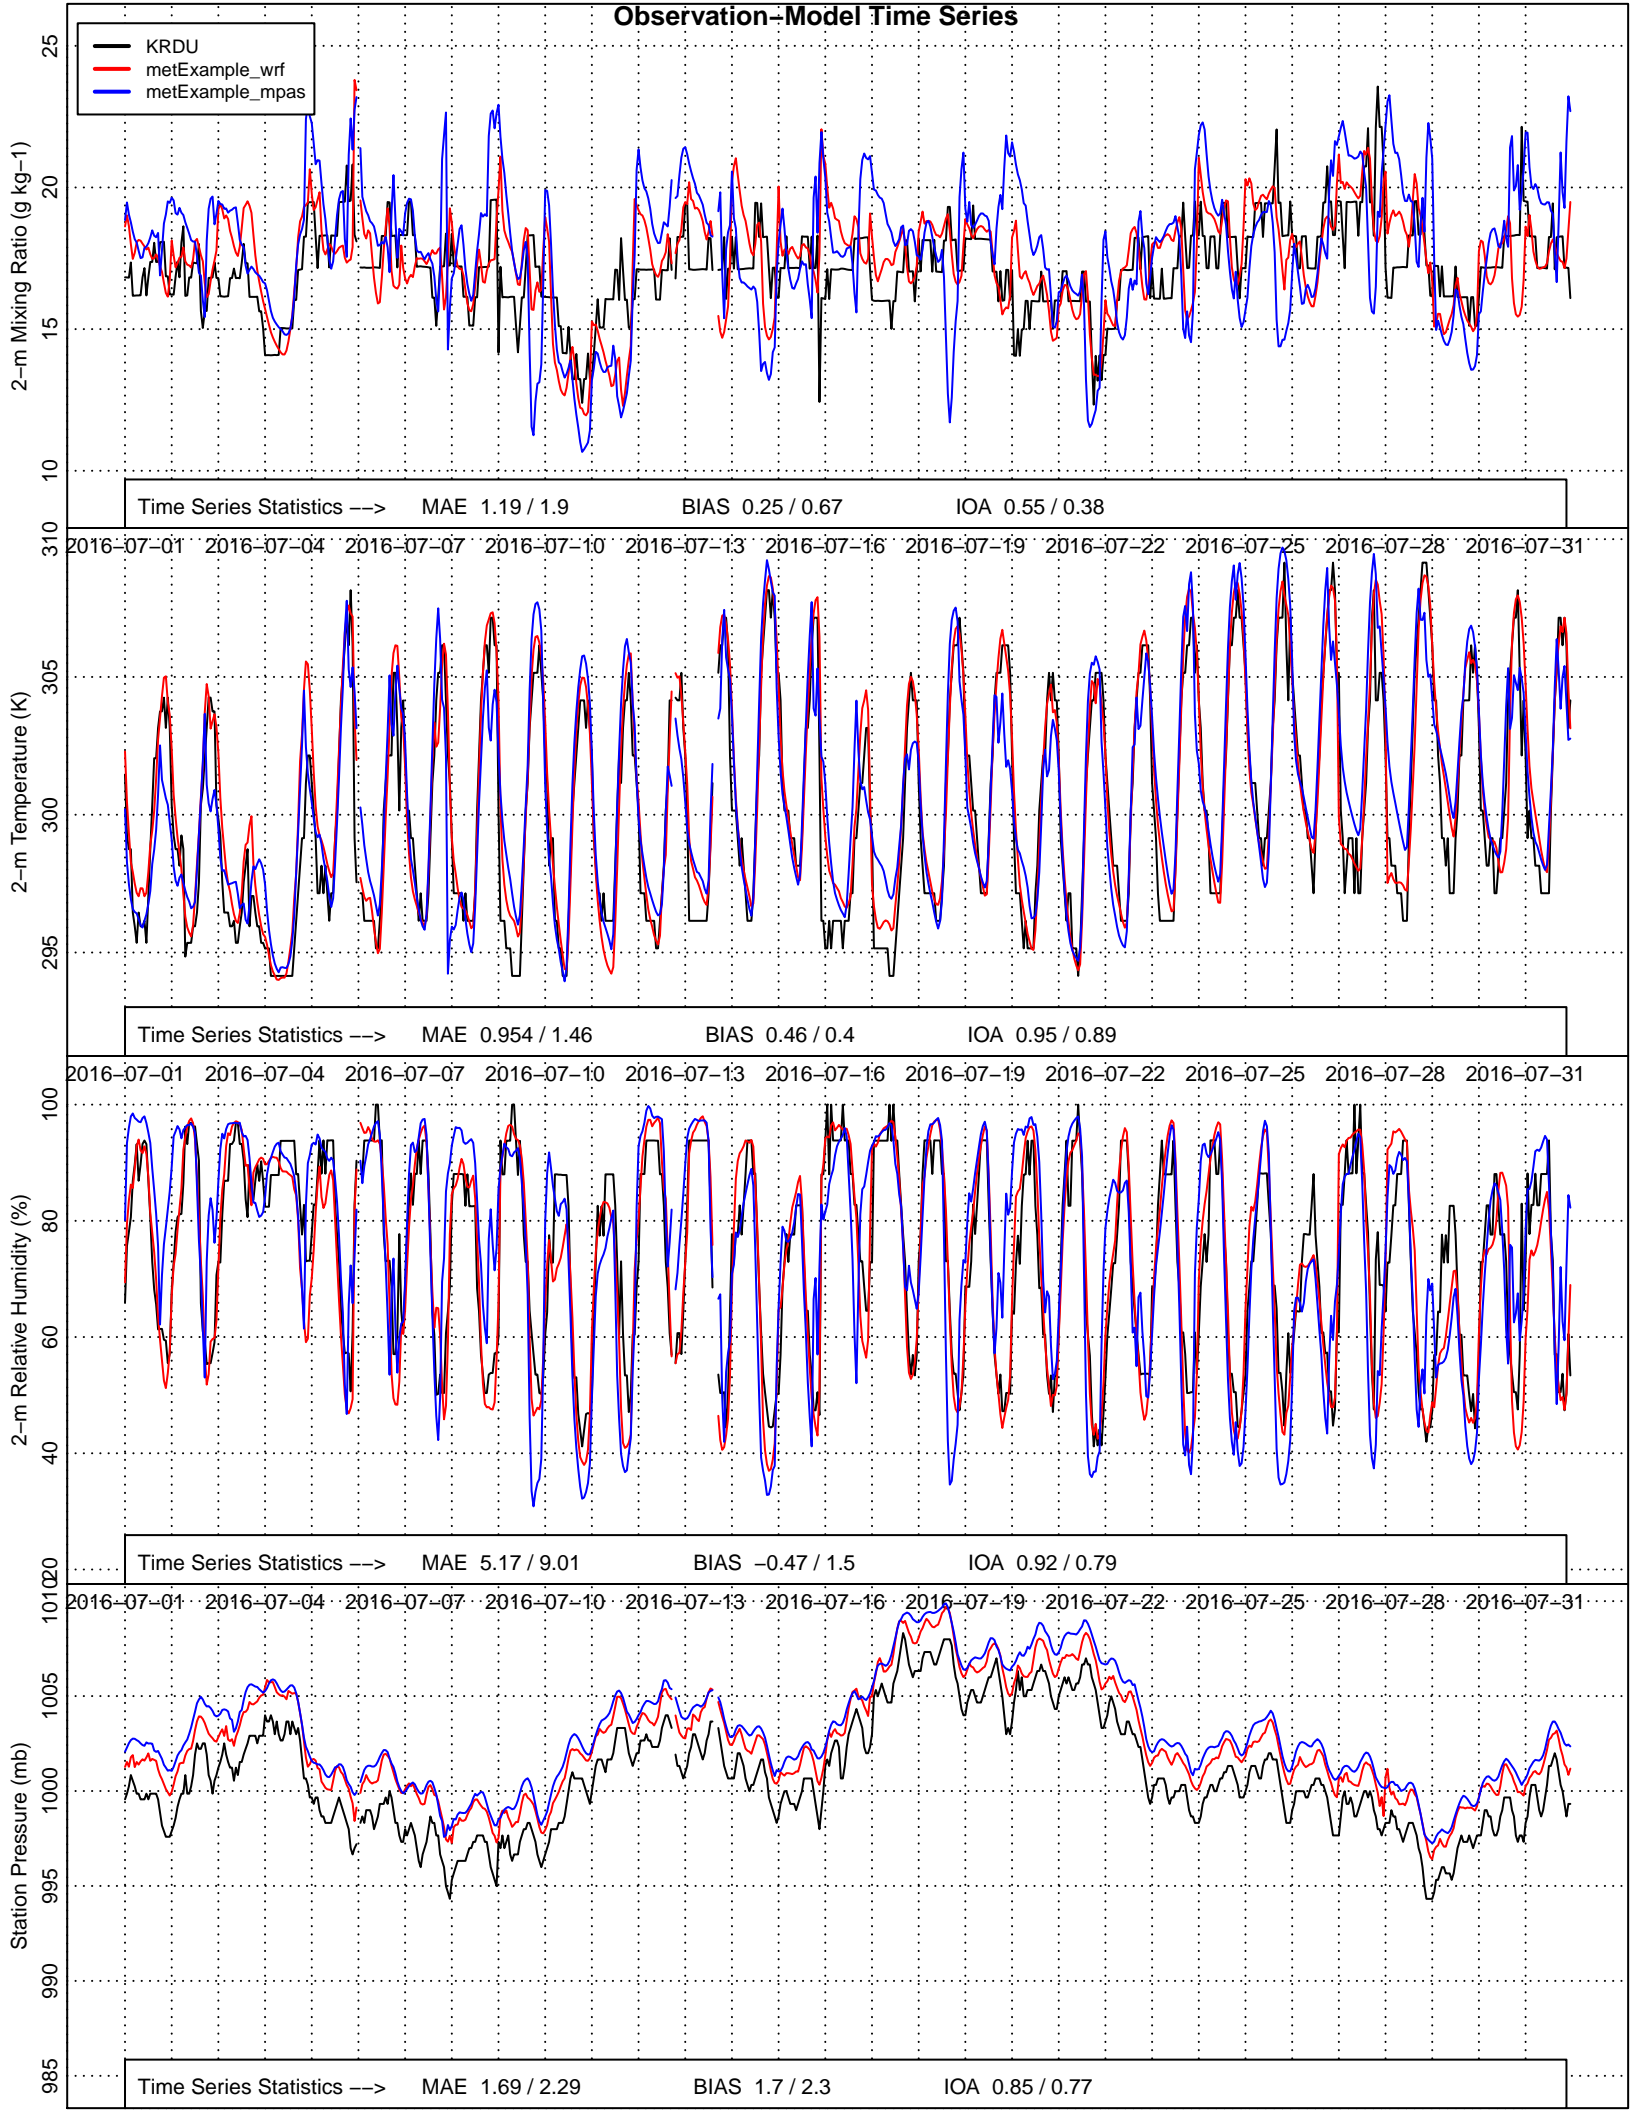 Observation−Model Time Series
KRDU
metExample_wrf
metExample_mpas
2−m Mixing Ratio (g kg−1)
25
20
15
10
Time Series Statistics −−> MAE 1.19 / 1.9 BIAS 0.25 / 0.67 IOA 0.55 / 0.38
2016−07−01 2016−07−04 2016−07−07 2016−07−10 2016−07−13 2016−07−16 2016−07−19 2016−07−22 2016−07−25 2016−07−28 2016−07−31
2−m Temperature (K)
310
305
300
295
Time Series Statistics −−> MAE 0.954 / 1.46 BIAS 0.46 / 0.4 IOA 0.95 / 0.89
2016−07−01 2016−07−04 2016−07−07 2016−07−10 2016−07−13 2016−07−16 2016−07−19 2016−07−22 2016−07−25 2016−07−28 2016−07−31
2−m Relative Humidity (%)
100
80
60
40
20
Time Series Statistics −−> MAE 5.17 / 9.01 BIAS −0.47 / 1.5 IOA 0.92 / 0.79
2016−07−01 2016−07−04 2016−07−07 2016−07−10 2016−07−13 2016−07−16 2016−07−19 2016−07−22 2016−07−25 2016−07−28 2016−07−31
Station Pressure (mb)
1010
1005
1000
995
990
985
Time Series Statistics −−> MAE 1.69 / 2.29 BIAS 1.7 / 2.3 IOA 0.85 / 0.77